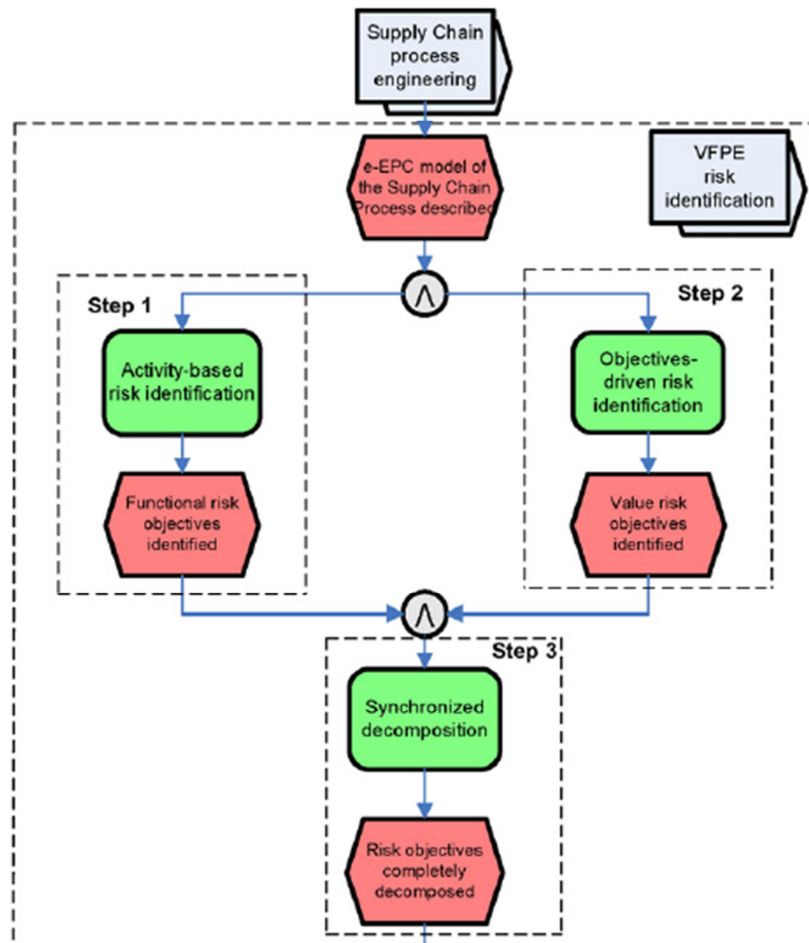 Supply Chain
process
engineering
VFPE
risk
identification
e-EPC model of
the Supply Chain
Process described
Λ
Step 1
Step 2
Activity-based
risk identification
Objectives-
driven risk
identification
Functional risk
objectives
identified
Value risk
objectives
identified
Λ
Step 3
Synchronized
decomposition
Risk objectives
completely
decomposed